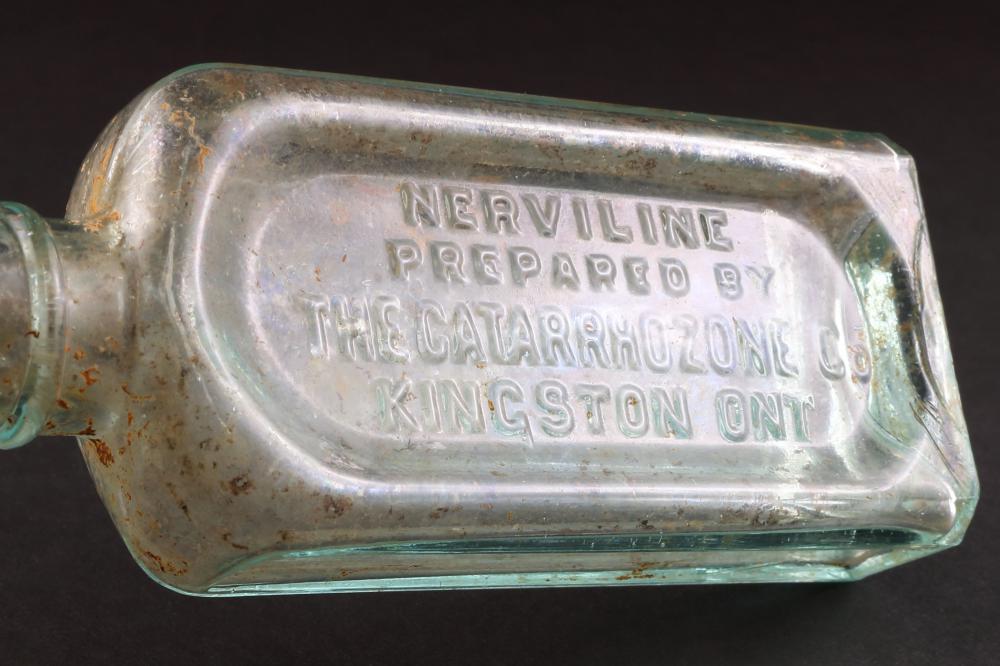 NERVILINE
PREPARED BY
THE CATARRHOZONE CO
KINGSTON ONT